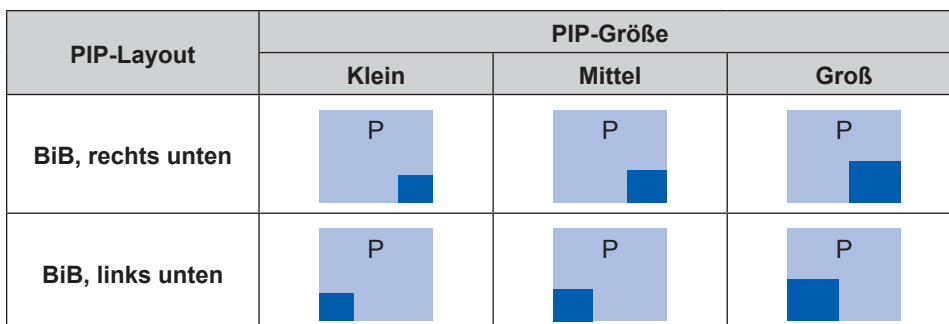 PIP-Layout
PIP-Größe
Klein
Mittel
Groß
BiB, rechts unten
P
P
P
BiB, links unten
P
P
P